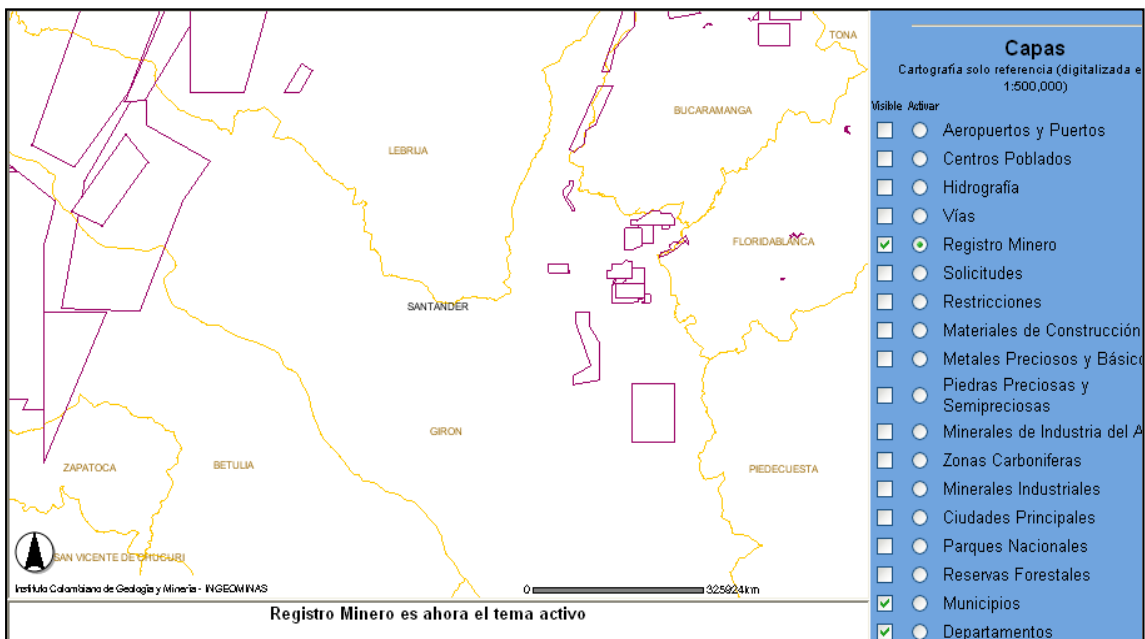 TONA
BUCARAMANGA
LEBRIJA
FLORIDABLANCA
SANTANDER
GIRON
ZAPATOCA
BETULIA
PIEDECUESTA
SAN VICENTE DE CHUCURI
Instituto Colombiano de Geología y Minería - INGEOMINAS
0 325924km
Registro Minero es ahora el tema activo
Capas
Cartografía solo referencia (digitalizada e
1:500,000)
Visible Activar
Aeropuertos y Puertos
Centros Poblados
Hidrografía
Vías
Registro Minero
Solicitudes
Restricciones
Materiales de Construcción
Metales Preciosos y Básico
Piedras Preciosas y
Semipreciosas
Minerales de Industria del A
Zonas Carboniferas
Minerales Industriales
Ciudades Principales
Parques Nacionales
Reservas Forestales
Municipios
Departamentos